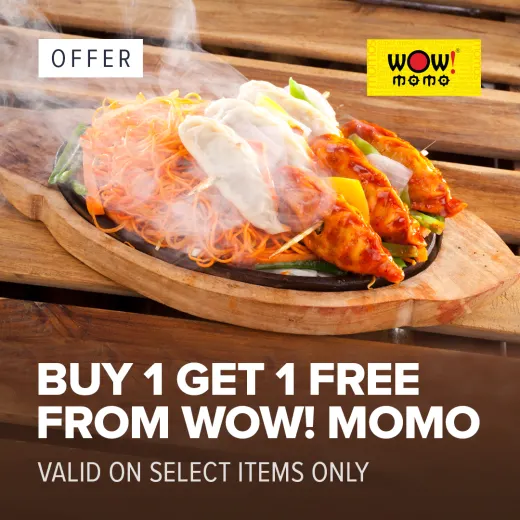 OFFER
WOW!
MOMO
BUY 1 GET 1 FREE
FROM WOW! MOMO
VALID ON SELECT ITEMS ONLY